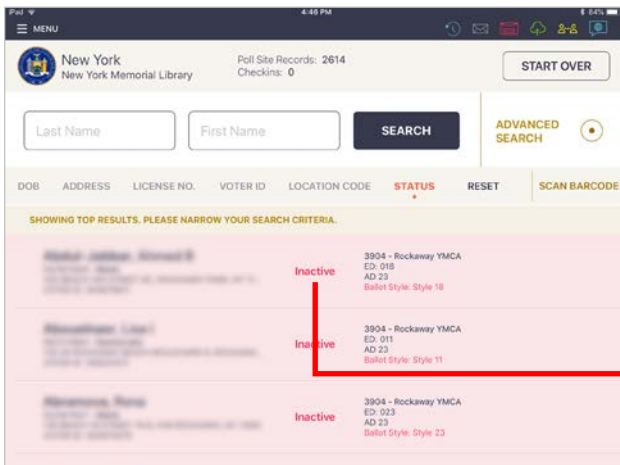 iPad 4:46 PM 84%
MENU
New York
New York Memorial Library
Poll Site Records: 2614
Checkins: 0
START OVER
Last Name First Name SEARCH ADVANCED SEARCH
DOB ADDRESS LICENSE NO. VOTER ID LOCATION CODE STATUS RESET SCAN BARCODE
SHOWING TOP RESULTS. PLEASE NARROW YOUR SEARCH CRITERIA.
Inactive
3904 - Rockaway YMCA
ED: 018
AD 23
Ballot Style: Style 18
Inactive
3904 - Rockaway YMCA
ED: 011
AD 23
Ballot Style: Style 11
Inactive
3904 - Rockaway YMCA
ED: 023
AD 23
Ballot Style: Style 23